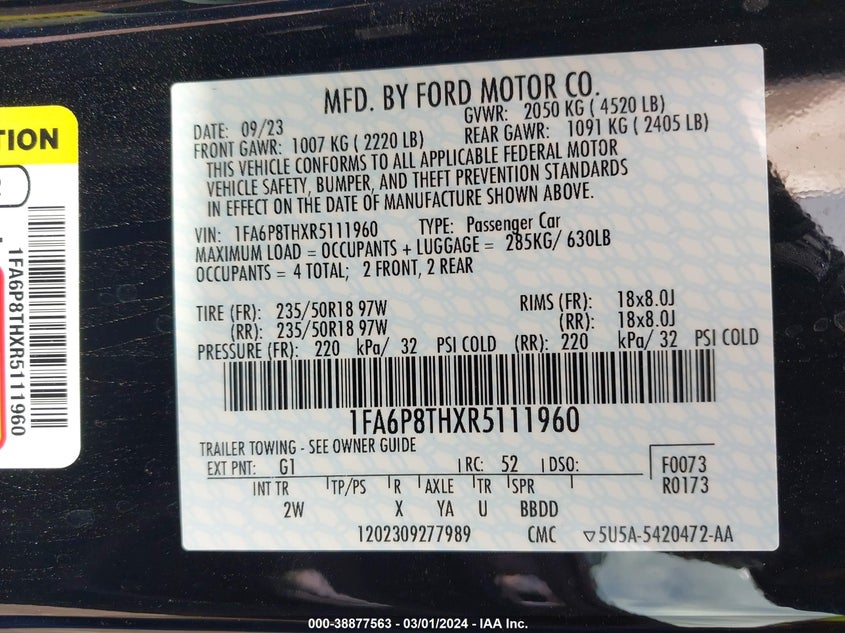 MFD. BY FORD MOTOR CO.
DATE: 09/23 GVWR: 2050 KG ( 4520 LB)
FRONT GAWR: 1007 KG ( 2220 LB) REAR GAWR: 1091 KG ( 2405 LB)
THIS VEHICLE CONFORMS TO ALL APPLICABLE FEDERAL MOTOR
VEHICLE SAFETY, BUMPER, AND THEFT PREVENTION STANDARDS
IN EFFECT ON THE DATE OF MANUFACTURE SHOWN ABOVE.
VIN: 1FA6P8THXR5111960 TYPE: Passenger Car
MAXIMUM LOAD = OCCUPANTS + LUGGAGE = 285KG/ 630LB
OCCUPANTS = 4 TOTAL; 2 FRONT, 2 REAR
TIRE (FR): 235/50R18 97W RIMS (FR): 18x8.0J
(RR): 235/50R18 97W (RR): 18x8.0J
PRESSURE (FR): 220 kPa/ 32 PSI COLD (RR): 220 kPa/ 32 PSI COLD
1FA6P8THXR5111960
TRAILER TOWING - SEE OWNER GUIDE
EXT PNT: G1 RC: 52 DSO: F0073
INT TR TP/PS R AXLE TR SPR R0173
2W X YA U BBDD
1202309277989 CMC ▽5U5A-5420472-AA
TION
1FA6P8THXR5111960
000-38877563 - 03/01/2024 - IAA Inc.